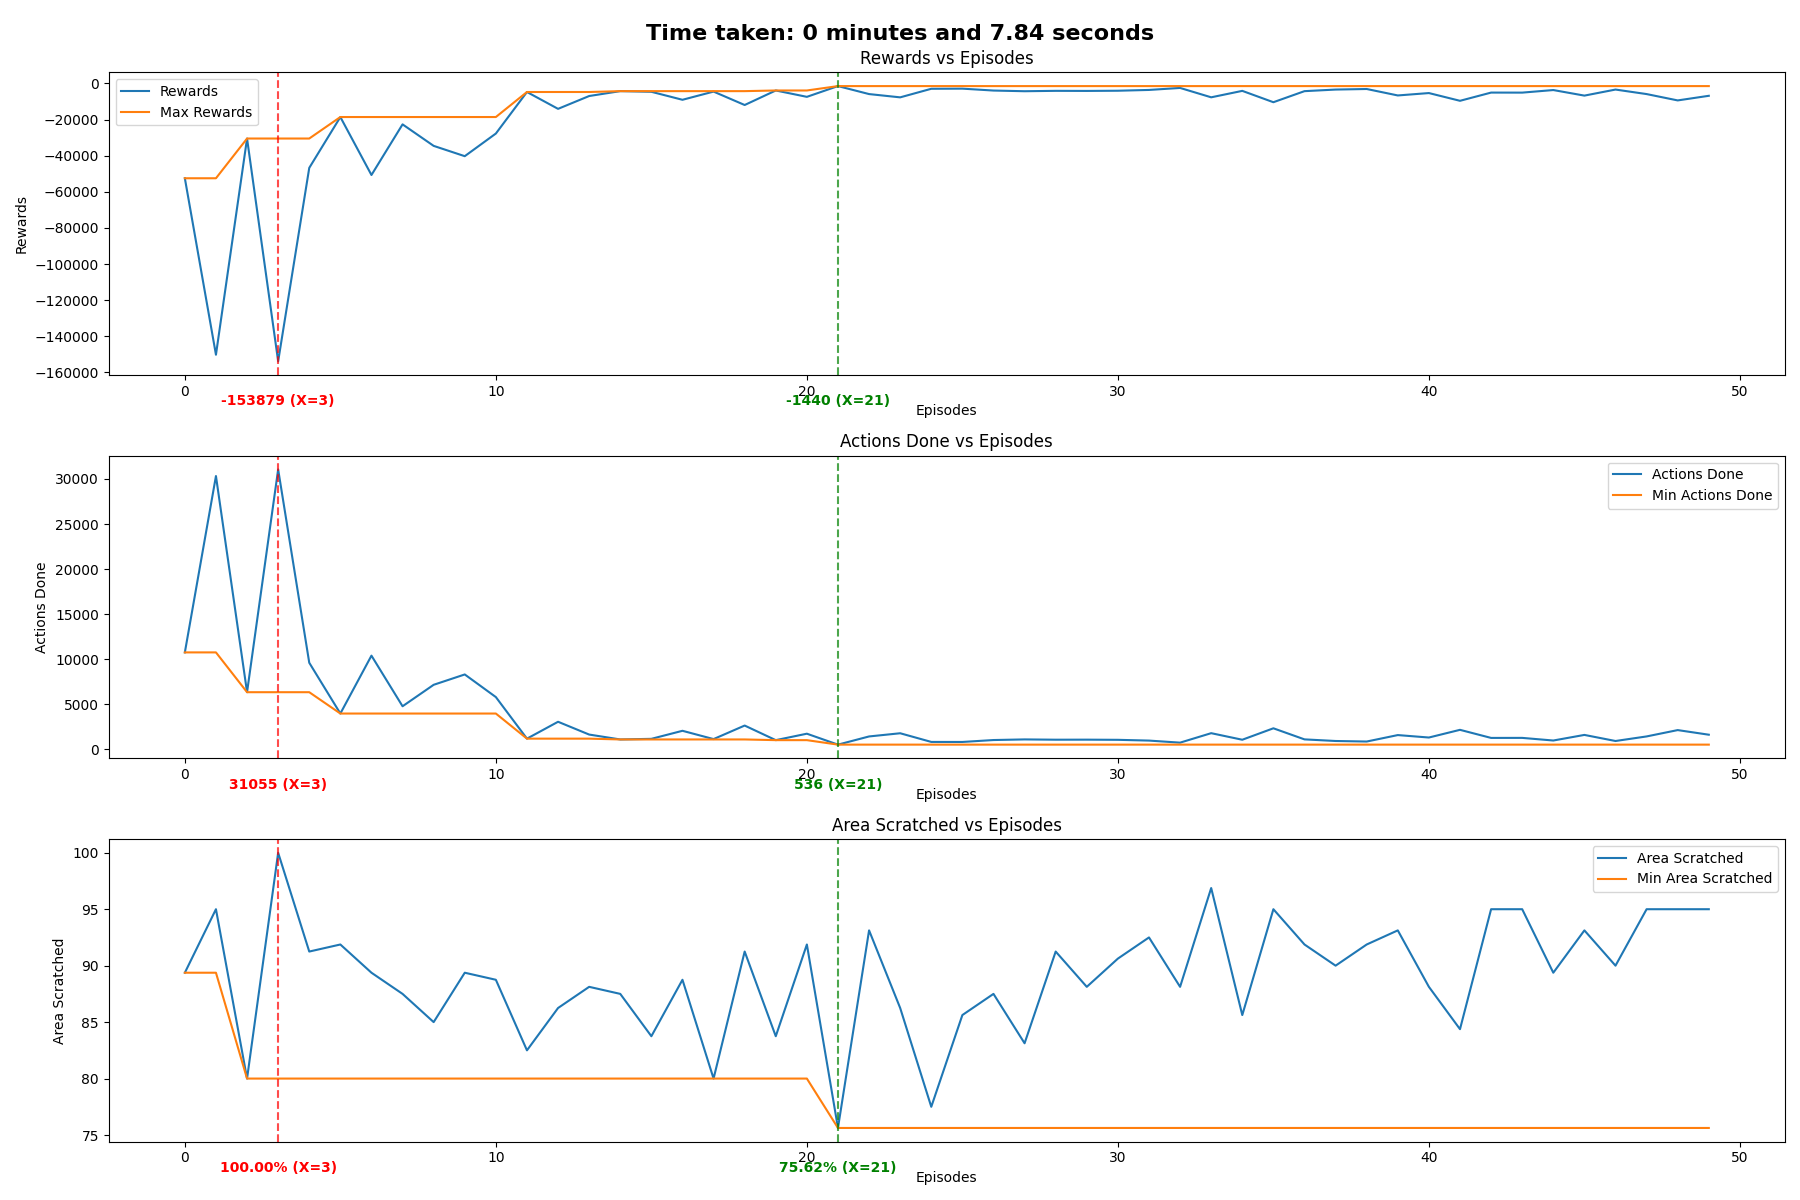 Time taken: 0 minutes and 7.84 seconds
Rewards vs Episodes
Rewards
Max Rewards
Rewards
0
−20000
−40000
−60000
−80000
−100000
−120000
−140000
−160000
0 10 20 30 40 50
-153879 (X=3) -1440 (X=21)
Episodes
Actions Done vs Episodes
Actions Done
Min Actions Done
Actions Done
30000
25000
20000
15000
10000
5000
0
0 10 20 30 40 50
31055 (X=3) 536 (X=21)
Episodes
Area Scratched vs Episodes
Area Scratched
Min Area Scratched
Area Scratched
100
95
90
85
80
75
0 10 20 30 40 50
100.00% (X=3) 75.62% (X=21)
Episodes